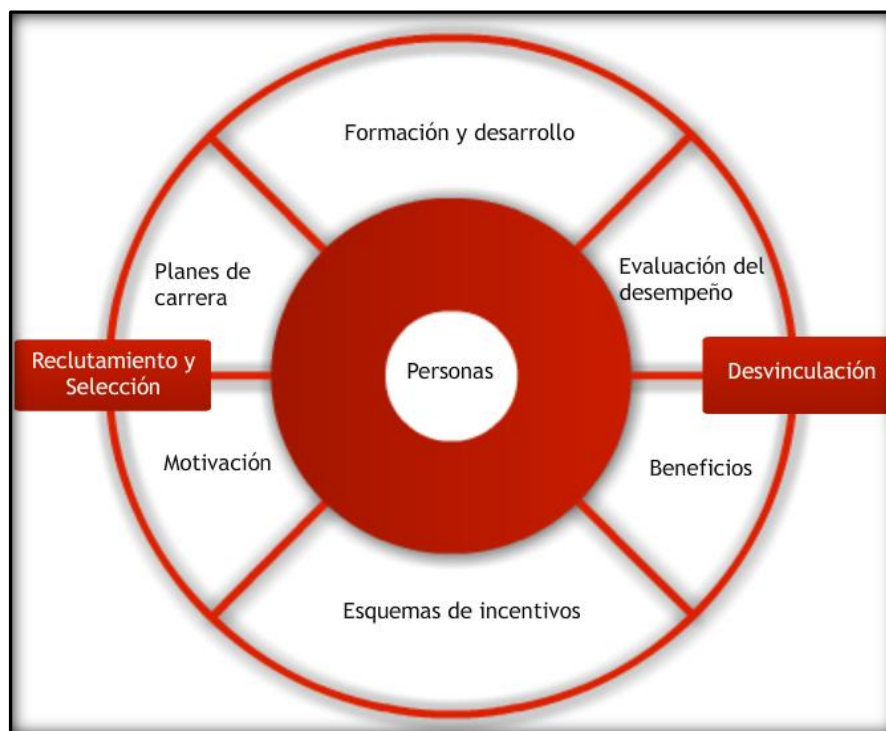 Formación y desarrollo
Planes de
carrera
Evaluación del
desempeño
Reclutamiento y
Selección
Personas
Desvinculación
Motivación
Beneficios
Esquemas de incentivos